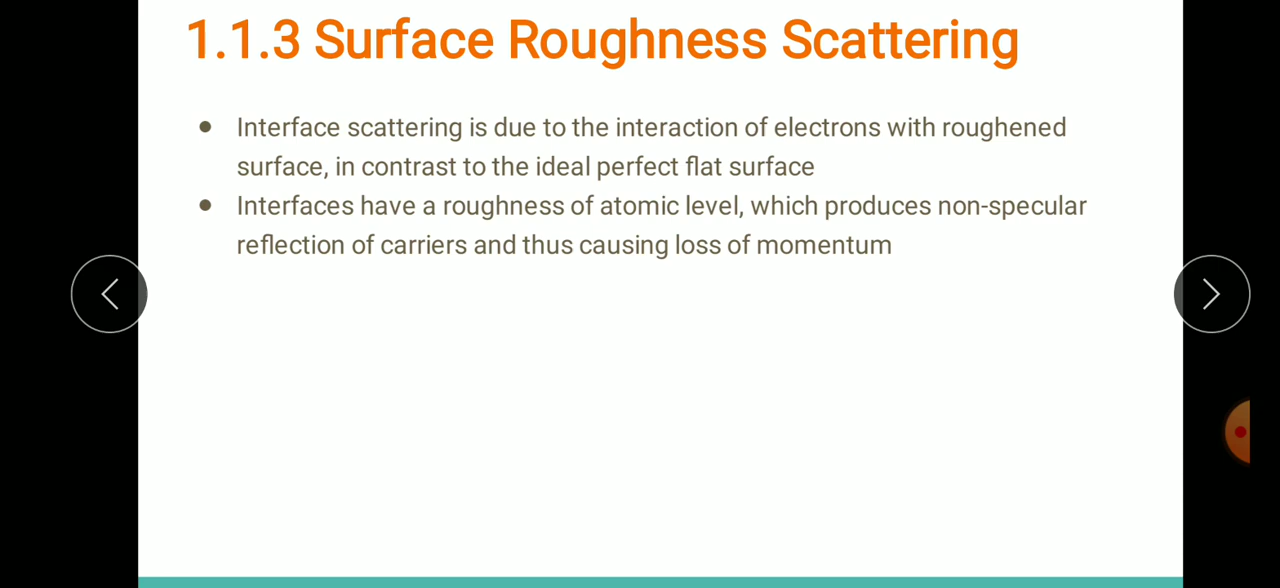 1.1.3 Surface Roughness Scattering
● Interface scattering is due to the interaction of electrons with roughened
surface, in contrast to the ideal perfect flat surface
● Interfaces have a roughness of atomic level, which produces non-specular
reflection of carriers and thus causing loss of momentum